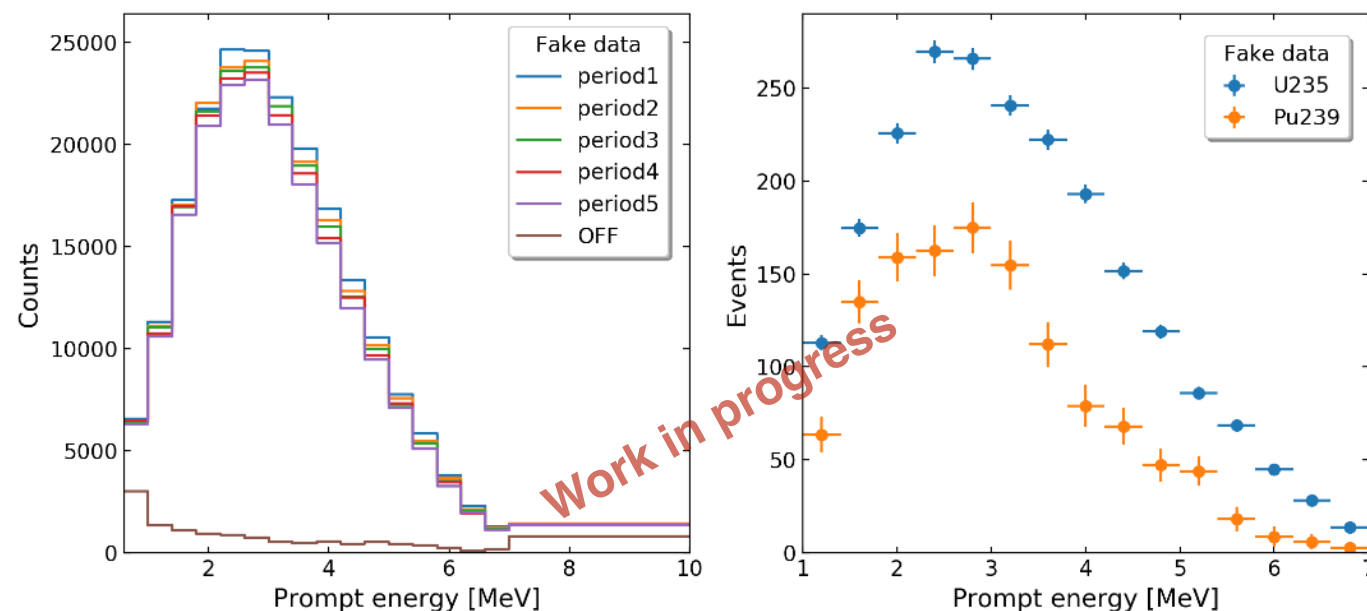 25000
20000
15000
10000
5000
0
Counts
2
4
6
8
10
Prompt energy [MeV]
Fake data
period1
period2
period3
period4
period5
OFF
250
200
150
100
50
0
Events
1
2
3
4
5
6
7
Prompt energy [MeV]
Fake data
U235
Pu239
Work in progress